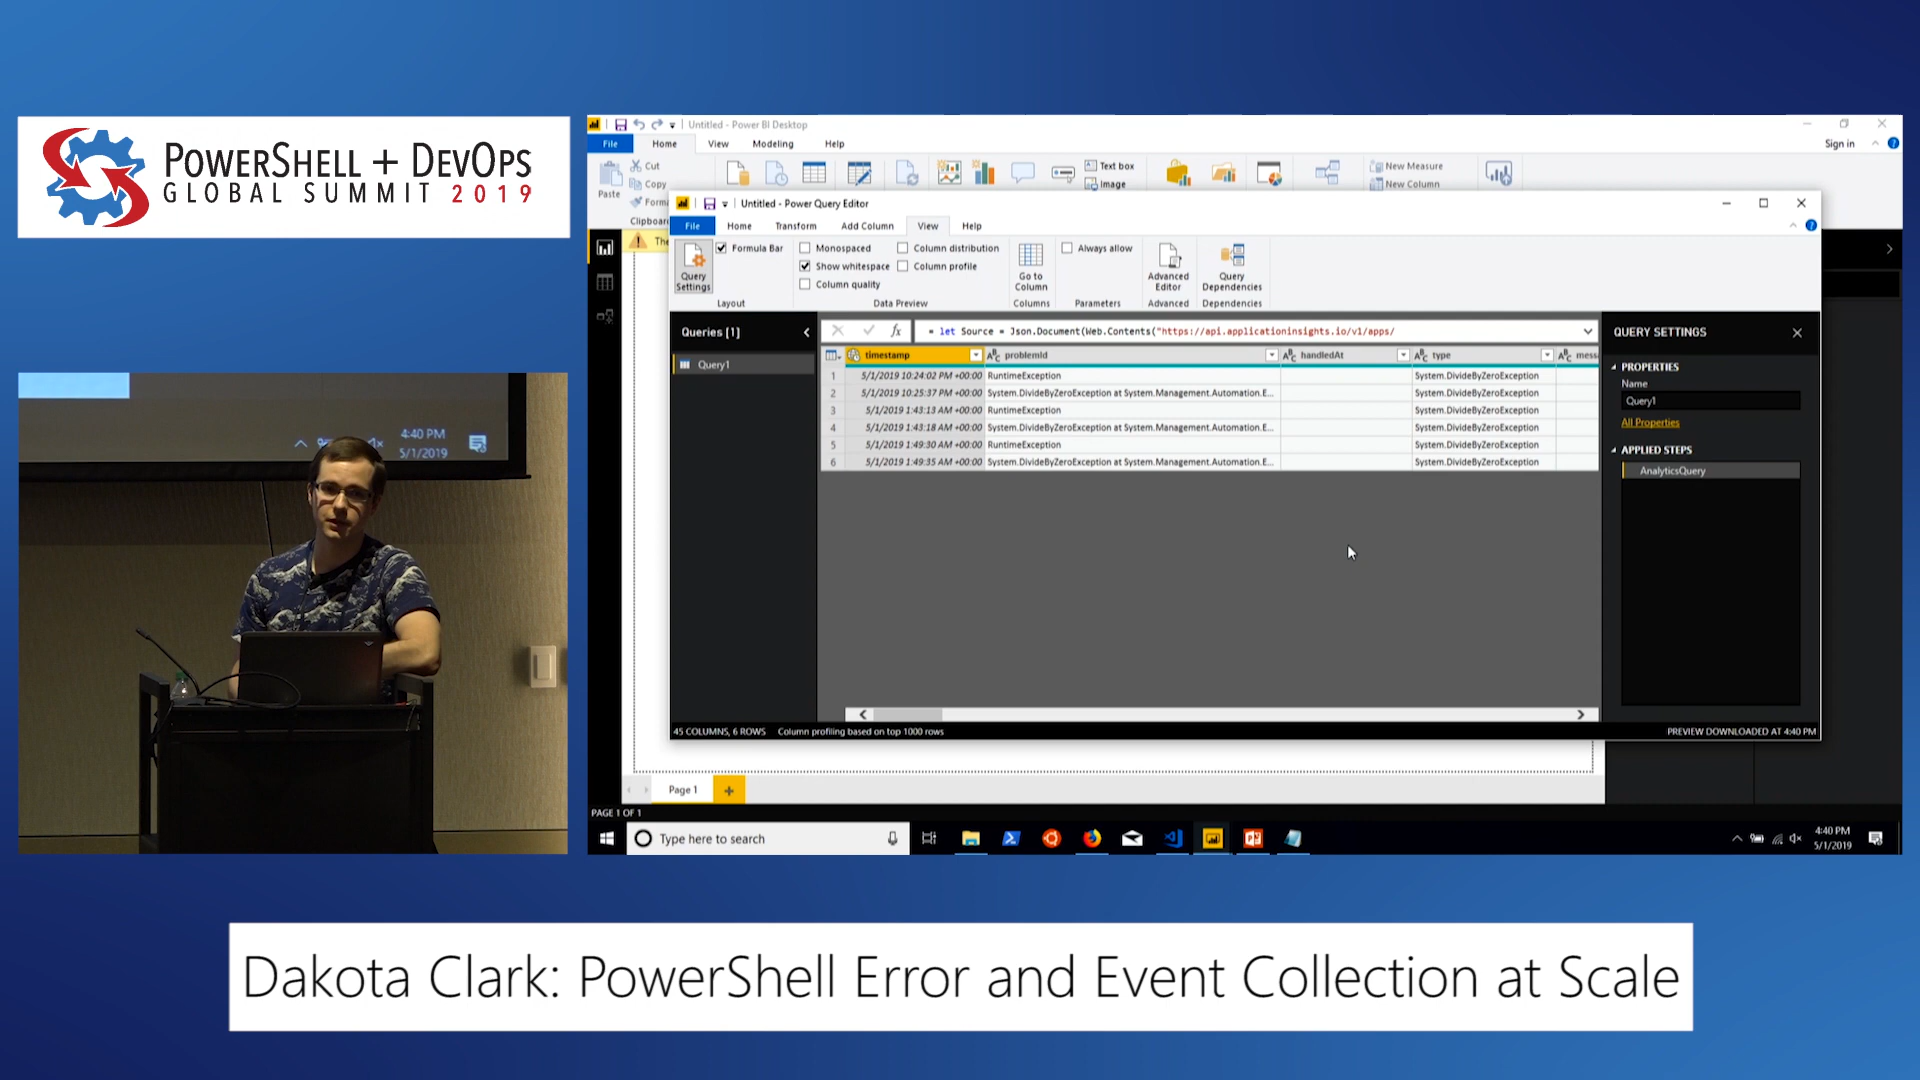 POWERSHELL + DEVOPS
GLOBAL SUMMIT 2019
4:40 PM
5/1/2019
Untitled - Power BI Desktop
File Home View Modeling Help
Sign in
Paste
Cut
Copy
Clipboard
Text box
Image
New Measure
New Column
Untitled - Power Query Editor
File Home Transform Add Column View Help
Query Settings
Formula Bar
Monospaced
Show whitespace
Column quality
Column distribution
Column profile
Go to Column
Always allow
Advanced Editor
Query Dependencies
Layout
Data Preview
Columns
Parameters
Advanced
Dependencies
Queries [1]
Query1
fx
= let Source = Json.Document(Web.Contents("https://api.applicationinsights.io/v1/apps/
timestamp problemId handledAt type
1 5/1/2019 10:24:02 PM +00:00 RuntimeException System.DivideByZeroException
2 5/1/2019 10:25:37 PM +00:00 System.DivideByZeroException at System.Management.Automation.E... System.DivideByZeroException
3 5/1/2019 1:43:13 AM +00:00 RuntimeException System.DivideByZeroException
4 5/1/2019 1:43:18 AM +00:00 System.DivideByZeroException at System.Management.Automation.E... System.DivideByZeroException
5 5/1/2019 1:49:30 AM +00:00 RuntimeException System.DivideByZeroException
6 5/1/2019 1:49:35 AM +00:00 System.DivideByZeroException at System.Management.Automation.E... System.DivideByZeroException
QUERY SETTINGS
PROPERTIES
Name
Query1
All Properties
APPLIED STEPS
AnalyticsQuery
45 COLUMNS, 6 ROWS Column profiling based on top 1000 rows
PREVIEW DOWNLOADED AT 4:40 PM
Page 1
PAGE 1 OF 1
Type here to search
4:40 PM
5/1/2019
Dakota Clark: PowerShell Error and Event Collection at Scale